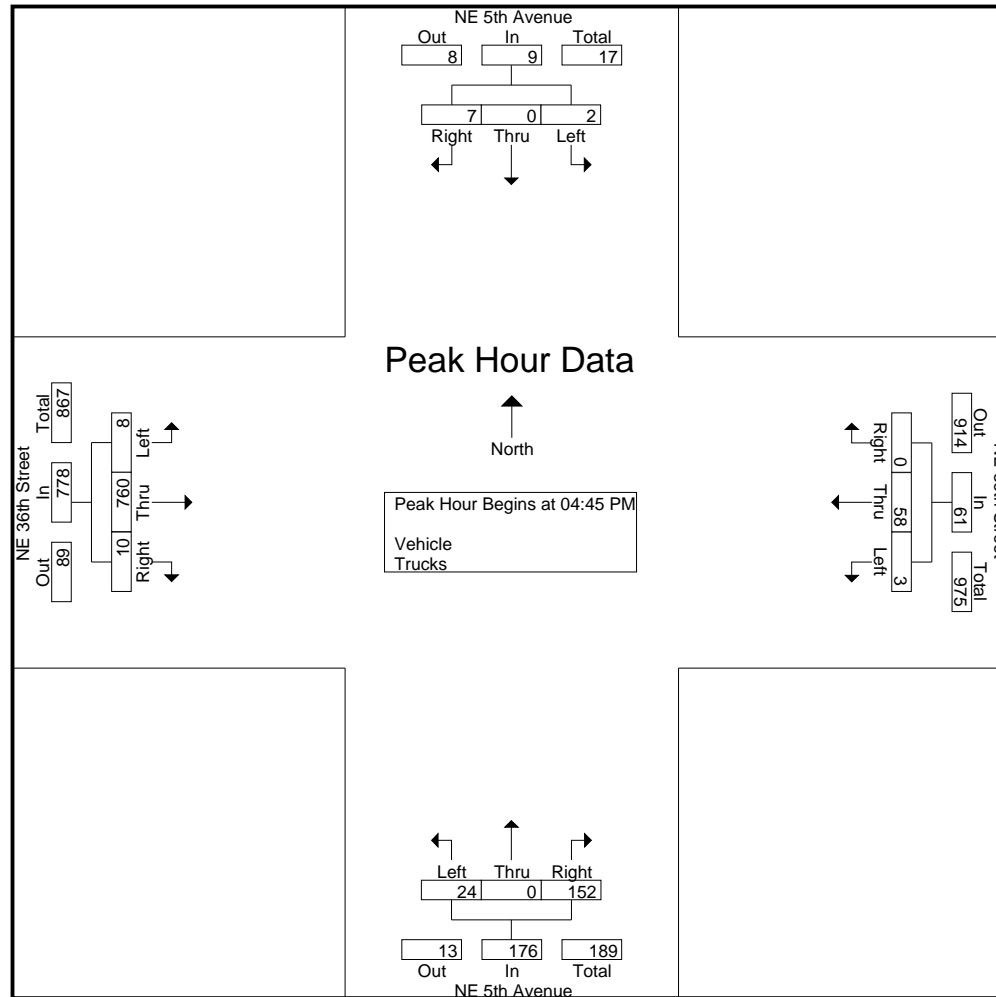 NE 5th Avenue
Out In Total
8 9 17
7 0 2
Right Thru Left
Peak Hour Data
North
Peak Hour Begins at 04:45 PM
Vehicle
Trucks
NE 36th Street
Total In Out
867 778 89
8 760 10
Left Thru Right
Right Thru Left
0 58 3
Out In Total
914 61 975
Left Thru Right
24 0 152
13 176 189
Out In Total
NE 5th Avenue